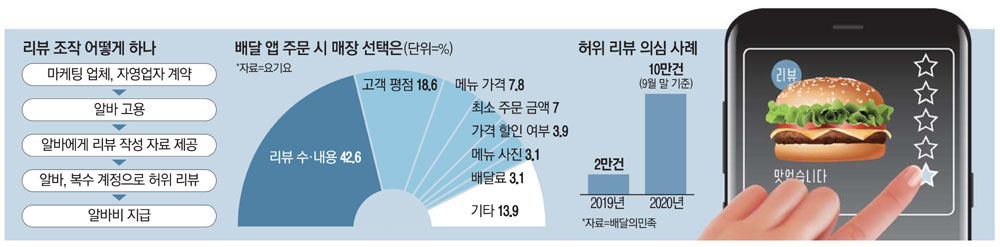 리뷰 조작 어떻게 하나
마케팅 업체, 자영업자 계약
알바 고용
알바에게 리뷰 작성 자료 제공
알바, 복수 계정으로 허위 리뷰
알바비 지급
배달 앱 주문 시 매장 선택은(단위=%)
*자료=요기요
리뷰 수·내용 42.6
고객 평점 18.6
메뉴 가격 7.8
최소 주문 금액 7
가격 할인 여부 3.9
메뉴 사진 3.1
배달료 3.1
기타 13.9
허위 리뷰 의심 사례
10만건
(9월 말 기준)
2만건
2019년
2020년
*자료=배달의민족
리뷰
맛있습니다